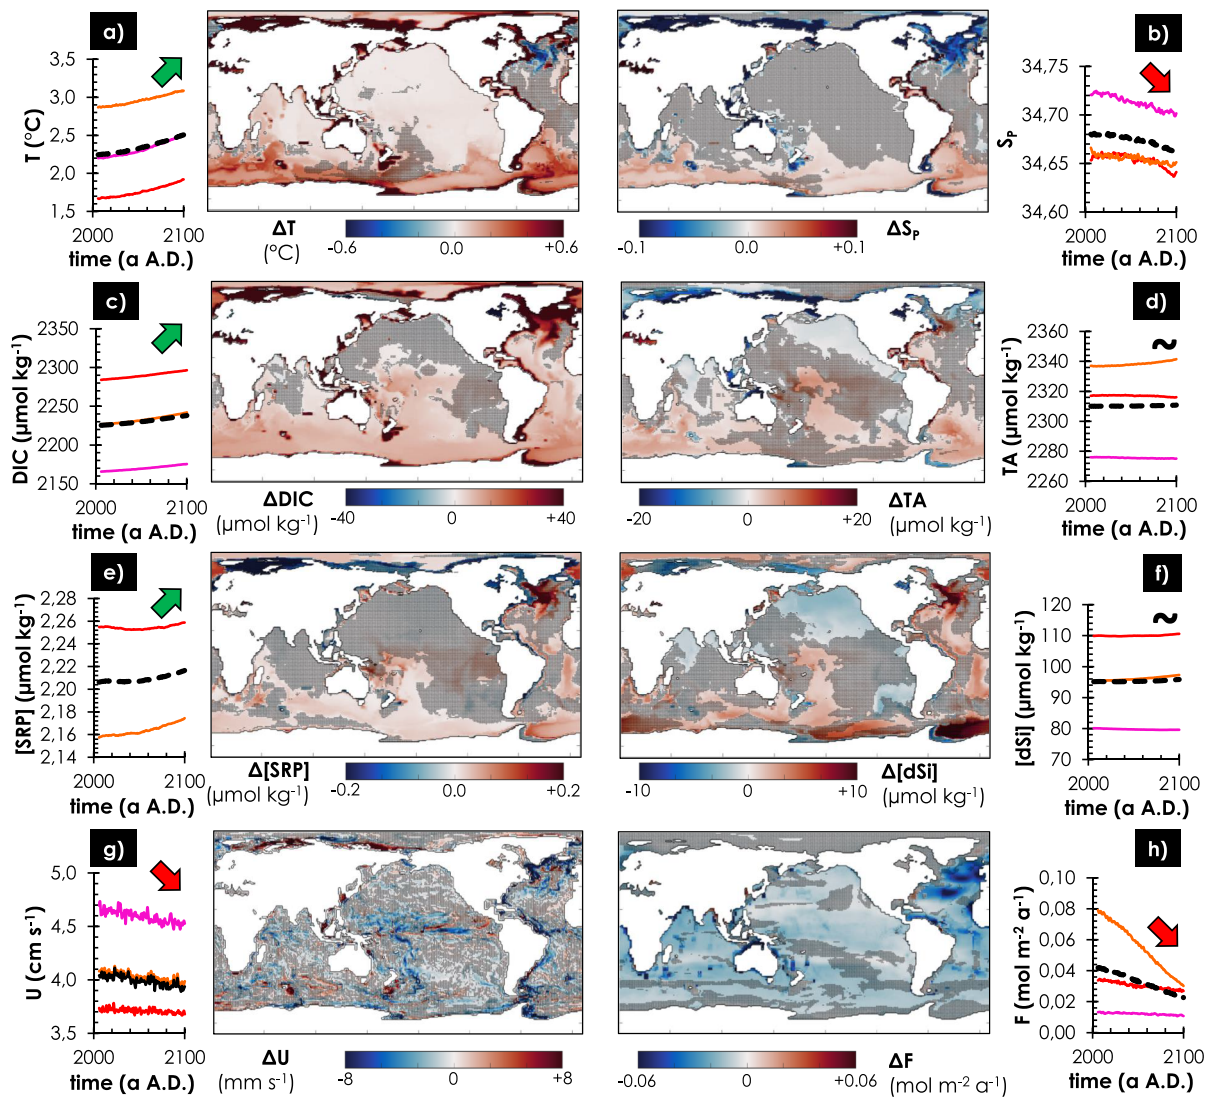 a)
3,5
3,0
2,5
2,0
1,5
T (°C)
2000 2100
time (a A.D.)
ΔT
(°C)
-0.6 0.0 +0.6
b)
34,75
34,70
34,65
34,60
Sₚ
2000 2100
time (a A.D.)
ΔSₚ
-0.1 0.0 +0.1
c)
2350
2300
2250
2200
2150
DIC (µmol kg⁻¹)
2000 2100
time (a A.D.)
ΔDIC
(µmol kg⁻¹)
-40 0 +40
d)
~
2360
2340
2320
2300
2280
2260
TA (µmol kg⁻¹)
2000 2100
time (a A.D.)
ΔTA
(µmol kg⁻¹)
-20 0 +20
e)
2,28
2,26
2,24
2,22
2,20
2,18
2,16
2,14
[SRP] (µmol kg⁻¹)
2000 2100
time (a A.D.)
Δ[SRP]
(µmol kg⁻¹)
-0.2 0.0 +0.2
f)
~
120
110
100
90
80
70
[dSi] (µmol kg⁻¹)
2000 2100
time (a A.D.)
Δ[dSi]
(µmol kg⁻¹)
-10 0 +10
g)
5,0
4,5
4,0
3,5
U (cm s⁻¹)
2000 2100
time (a A.D.)
ΔU
(mm s⁻¹)
-8 0 +8
h)
0,10
0,08
0,06
0,04
0,02
0,00
F (mol m⁻² a⁻¹)
2000 2100
time (a A.D.)
ΔF
(mol m⁻² a⁻¹)
-0.06 0 +0.06